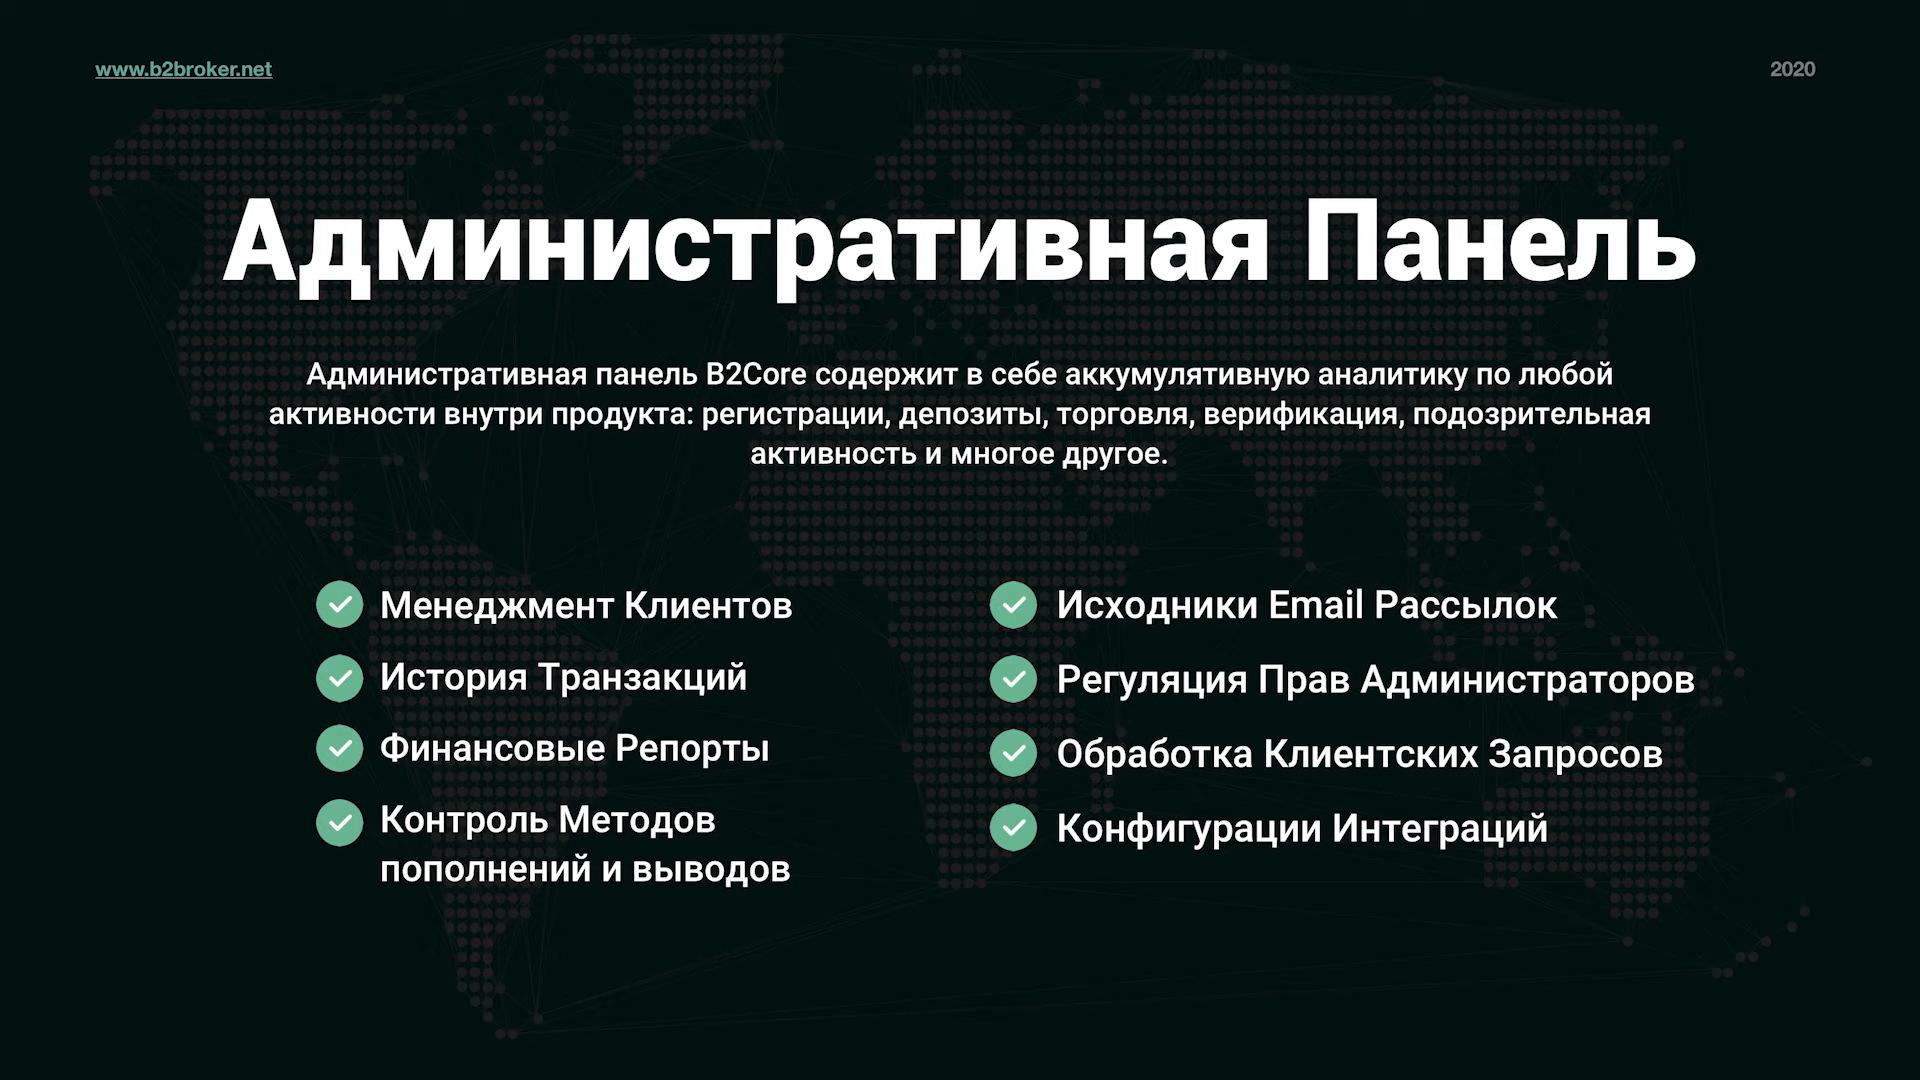 www.b2broker.net
2020
Административная Панель
Административная панель B2Core содержит в себе аккумулятивную аналитику по любой
активности внутри продукта: регистрации, депозиты, торговля, верификация, подозрительная
активность и многое другое.
Менеджмент Клиентов
История Транзакций
Финансовые Репорты
Контроль Методов
пополнений и выводов
Исходники Email Рассылок
Регуляция Прав Администраторов
Обработка Клиентских Запросов
Конфигурации Интеграций